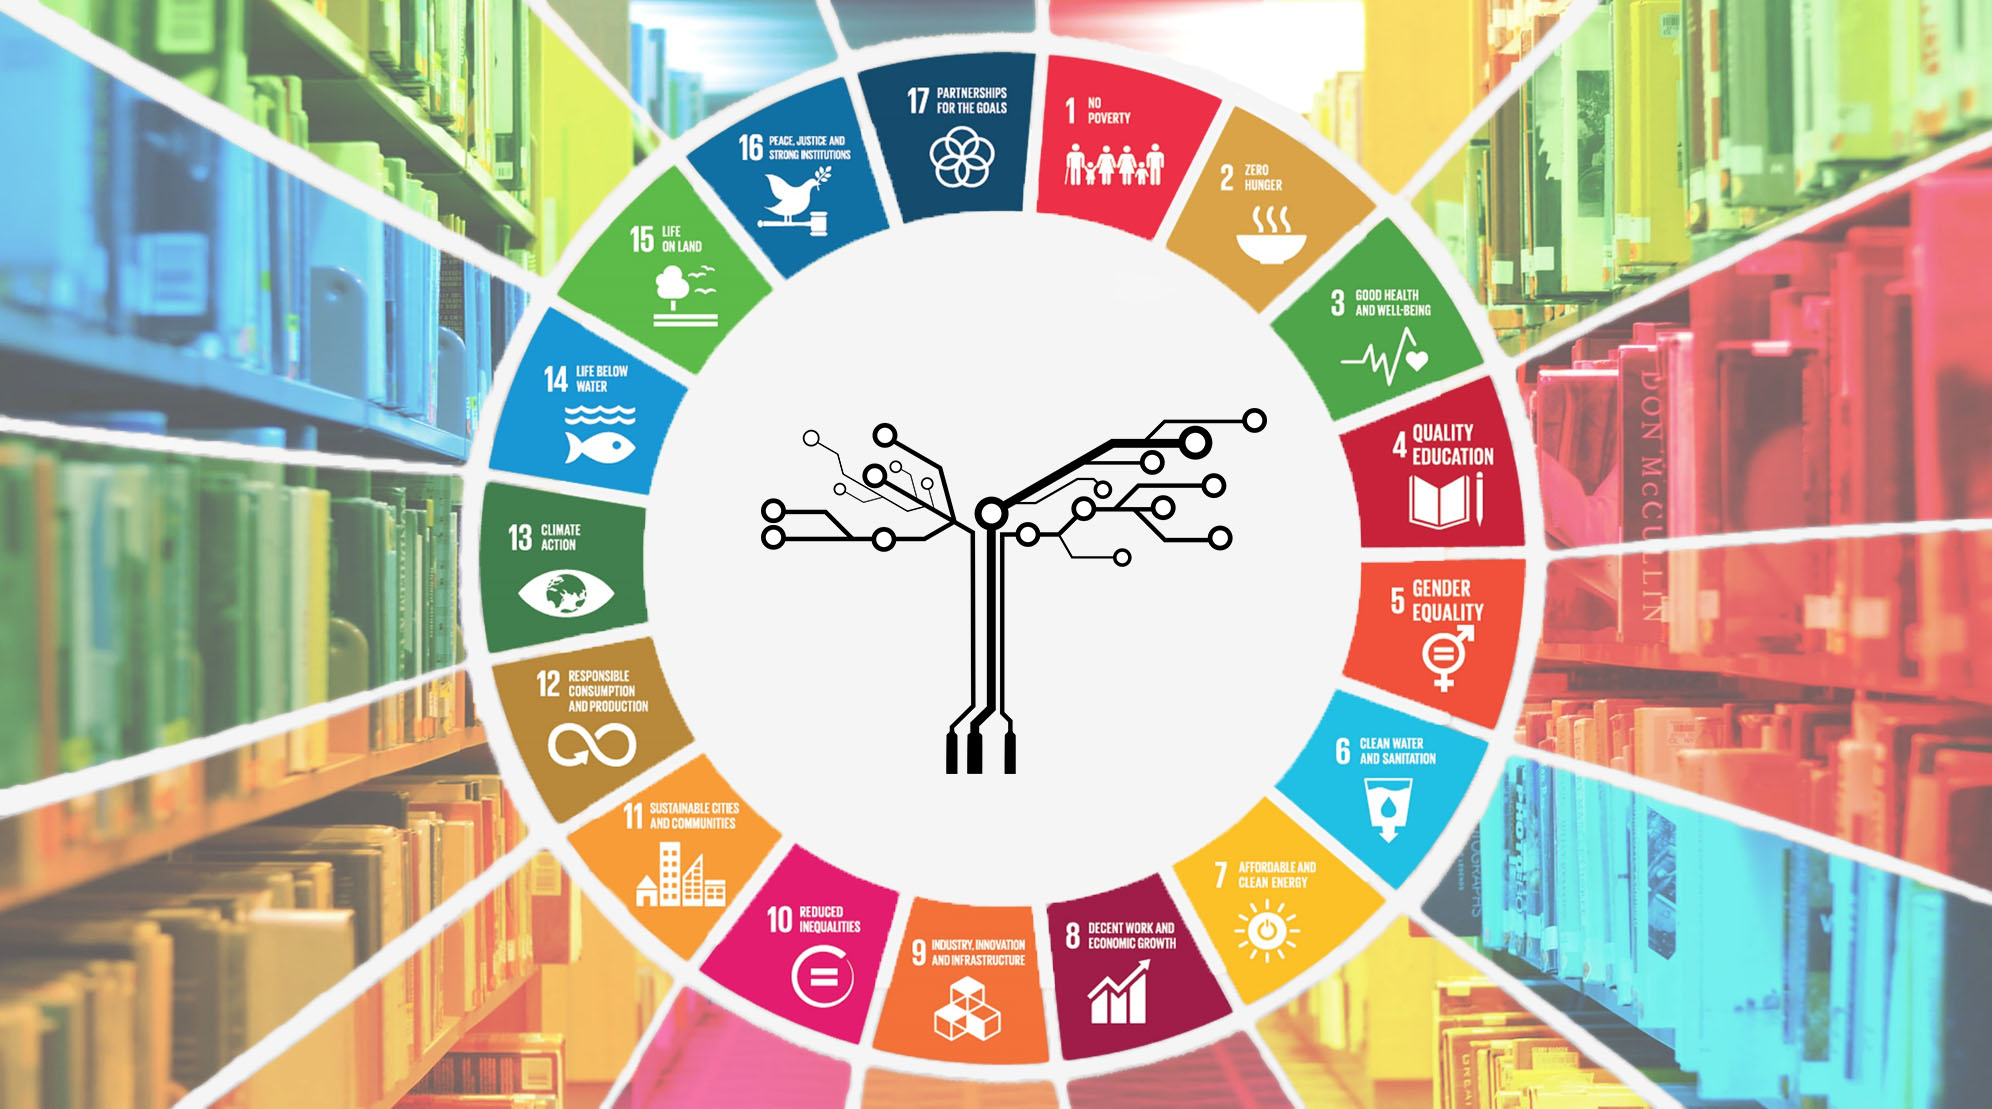 17 PARTNERSHIPS
FOR THE GOALS
1 NO
POVERTY
2 ZERO
HUNGER
3 GOOD HEALTH
AND WELL-BEING
4 QUALITY
EDUCATION
5 GENDER
EQUALITY
6 CLEAN WATER
AND SANITATION
7 AFFORDABLE AND
CLEAN ENERGY
8 DECENT WORK AND
ECONOMIC GROWTH
9 INDUSTRY, INNOVATION
AND INFRASTRUCTURE
10 REDUCED
INEQUALITIES
11 SUSTAINABLE CITIES
AND COMMUNITIES
12 RESPONSIBLE
CONSUMPTION
AND PRODUCTION
13 CLIMATE
ACTION
14 LIFE BELOW
WATER
15 LIFE
ON LAND
16 PEACE, JUSTICE AND
STRONG INSTITUTIONS
DON MCCULLIN